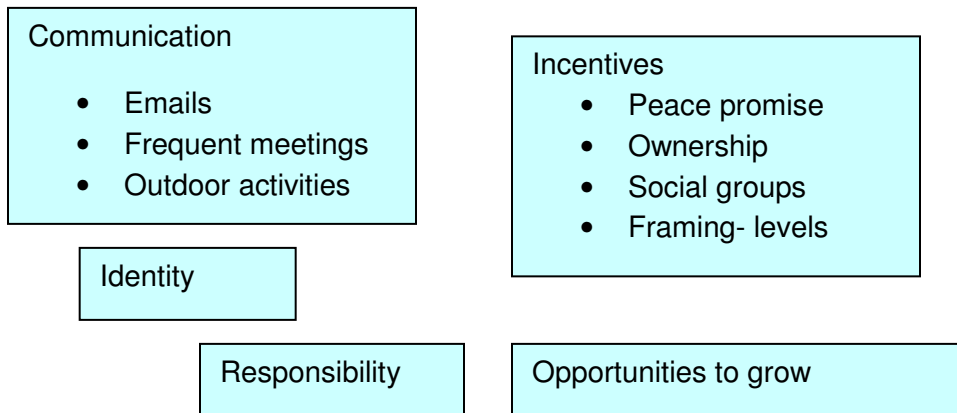 Communication
• Emails
• Frequent meetings
• Outdoor activities
Incentives
• Peace promise
• Ownership
• Social groups
• Framing- levels
Identity
Responsibility
Opportunities to grow